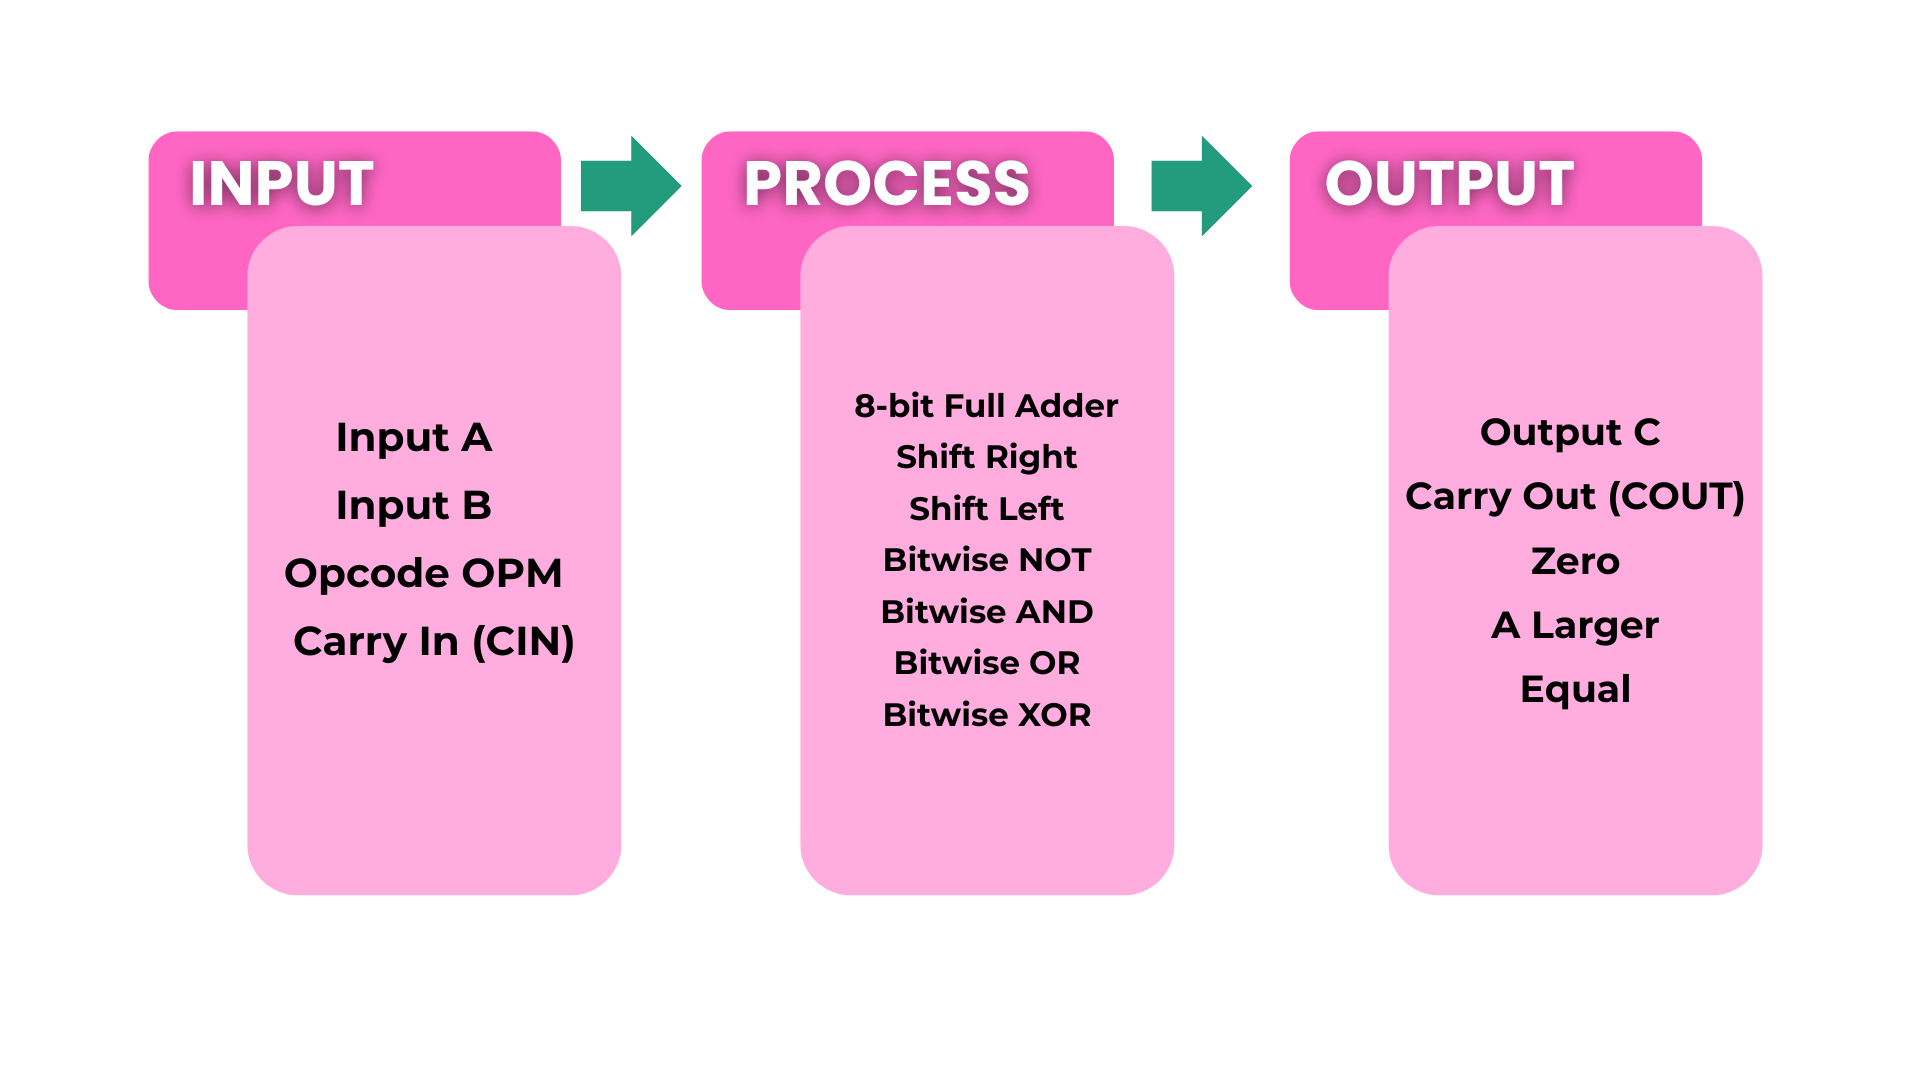 INPUT
Input A
Input B
Opcode OPM
Carry In (CIN)
PROCESS
8-bit Full Adder
Shift Right
Shift Left
Bitwise NOT
Bitwise AND
Bitwise OR
Bitwise XOR
OUTPUT
Output C
Carry Out (COUT)
Zero
A Larger
Equal